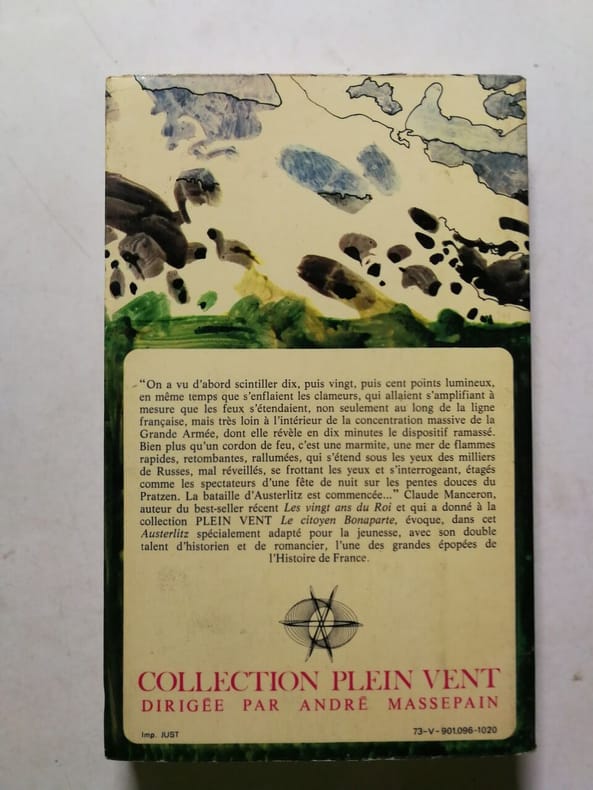 "On a vu d'abord scintiller dix, puis vingt, puis cent points lumineux,
en même temps que s'enflaient les clameurs, qui allaient s'amplifiant à
mesure que les feux s'étendaient, non seulement au long de la ligne
française, mais très loin à l'intérieur de la concentration massive de la
Grande Armée, dont elle révèle en dix minutes le dispositif ramassé.
Bien plus qu'un cordon de feu, c'est une marmite, une mer de flammes
rapides, retombantes, rallumées, qui s'étend sous les yeux des milliers
de Russes, mal réveillés, se frottant les yeux et s'interrogeant, étagés
comme les spectateurs d'une fête de nuit sur les pentes douces du
Pratzen. La bataille d'Austerlitz est commencée..." Claude Manceron,
auteur du best-seller récent Les vingt ans du Roi et qui a donné à la
collection PLEIN VENT Le citoyen Bonaparte, évoque, dans cet
Austerlitz spécialement adapté pour la jeunesse, avec son double
talent d'historien et de romancier, l'une des grandes épopées de
l'Histoire de France.
COLLECTION PLEIN VENT
DIRIGÉE PAR ANDRÉ MASSEPAIN
Imp. JUST
73-V-901.096-1020